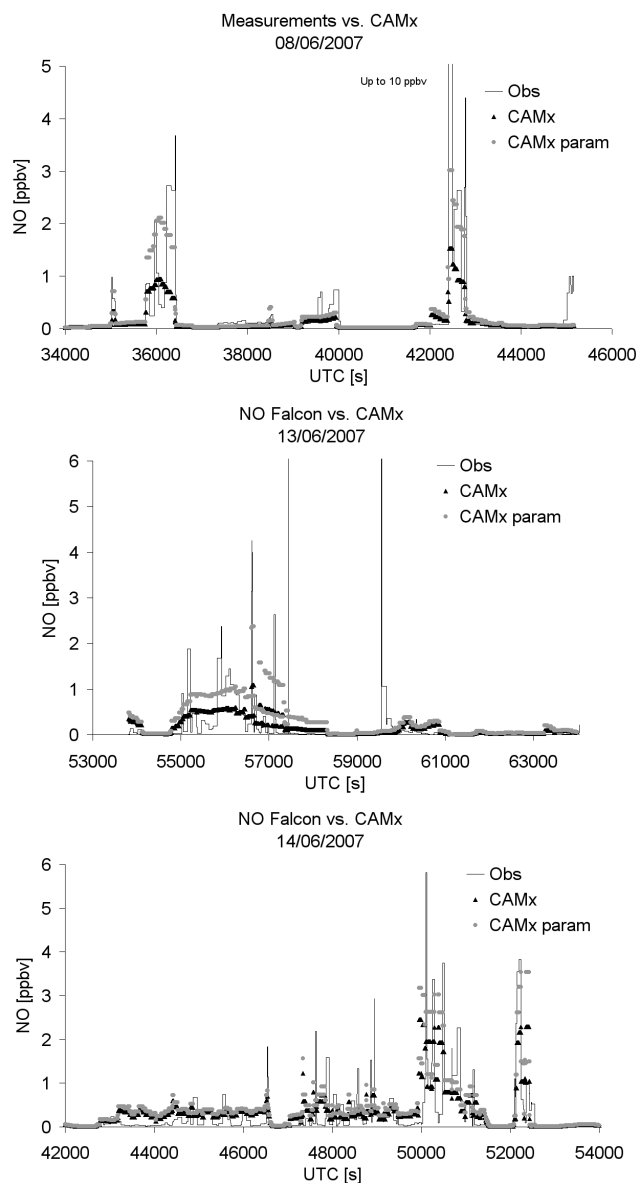 Measurements vs. CAMx
08/06/2007
5
4
3
2
1
0
NO [ppbv]
Up to 10 ppbv
Obs
CAMx
CAMx param
34000 36000 38000 40000 42000 44000 46000
UTC [s]
NO Falcon vs. CAMx
13/06/2007
6
5
4
3
2
1
0
NO [ppbv]
Obs
CAMx
CAMx param
53000 55000 57000 59000 61000 63000
UTC [s]
NO Falcon vs. CAMx
14/06/2007
6
5
4
3
2
1
0
NO [ppbv]
Obs
CAMx
CAMx param
42000 44000 46000 48000 50000 52000 54000
UTC [s]